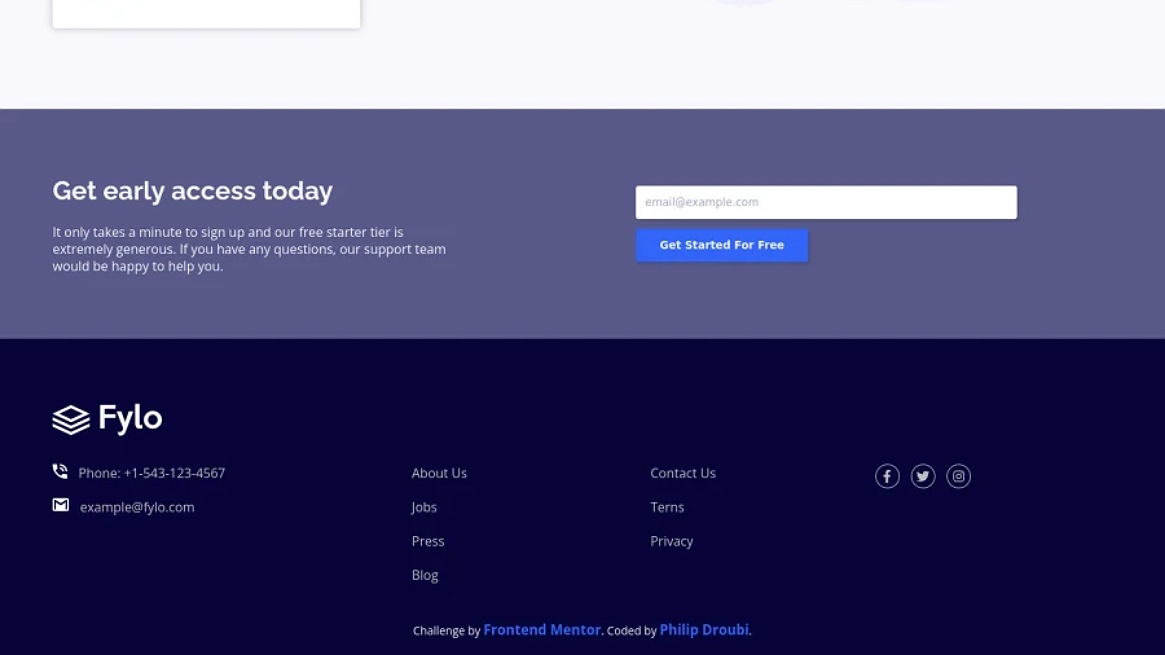 Get early access today
It only takes a minute to sign up and our free starter tier is
extremely generous. If you have any questions, our support team
would be happy to help you.
email@example.com
Get Started For Free
Fylo
Phone: +1-543-123-4567
example@fylo.com
About Us
Jobs
Press
Blog
Contact Us
Terns
Privacy
Challenge by Frontend Mentor. Coded by Philip Droubi.